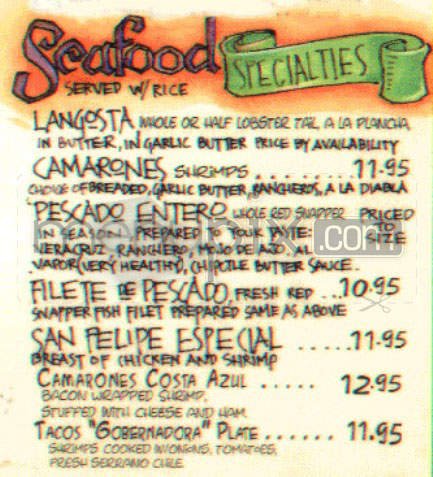 Seafood SPECIALTIES
SERVED W/ RICE
LANGOSTA WHOLE OR HALF LOBSTER TAIL, A LA PLANCHA,
IN BUTTER, IN GARLIC BUTTER PRICE BY AVAILABILITY
CAMARONES SHRIMPS ........ 11.95
CHOICE OF BREADED, GARLIC BUTTER, RANCHEROS, A LA DIABLA
PESCADO ENTERO WHOLE RED SNAPPER PRICED
IN SEASON PREPARED TO YOUR TASTE: TO
VERACRUZ, RANCHERO, MOJO DE AJO, AL SIZE
VAPOR (VERY HEALTHY), CHIPOTLE BUTTER SAUCE.
FILETE DE PESCADO, FRESH RED ... 10.95
SNAPPER FISH FILET PREPARED SAME AS ABOVE
SAN FELIPE ESPECIAL ..... 11.95
BREAST OF CHICKEN AND SHRIMP
CAMARONES COSTA AZUL ..... 12.95
BACON WRAPPED SHRIMP,
STUFFED WITH CHEESE AND HAM.
TACOS "GOBERNADORA" PLATE ...... 11.95
SHRIMPS COOKED W/ONIONS, TOMATOES,
FRESH SERRANO CHILE.
.com